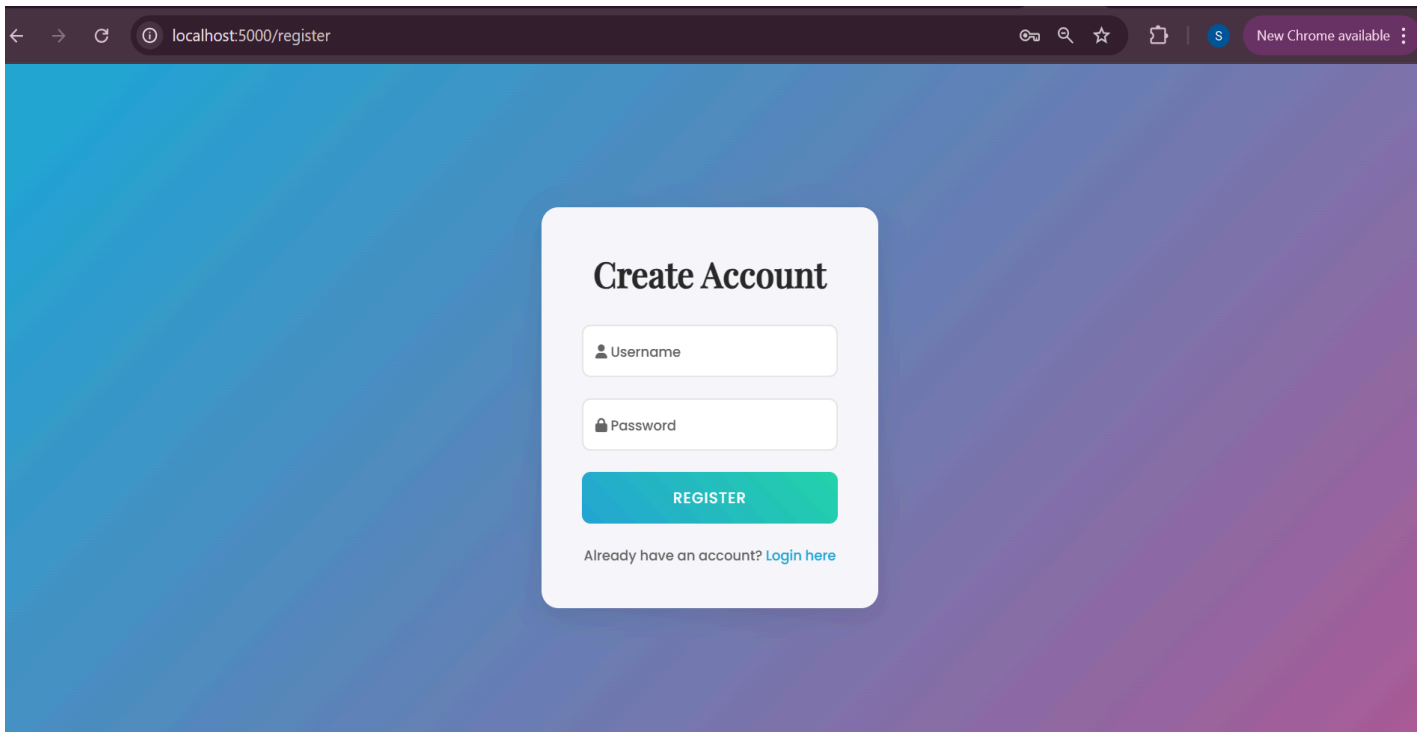 localhost:5000/register
S
New Chrome available
Create Account
Username
Password
REGISTER
Already have an account? Login here